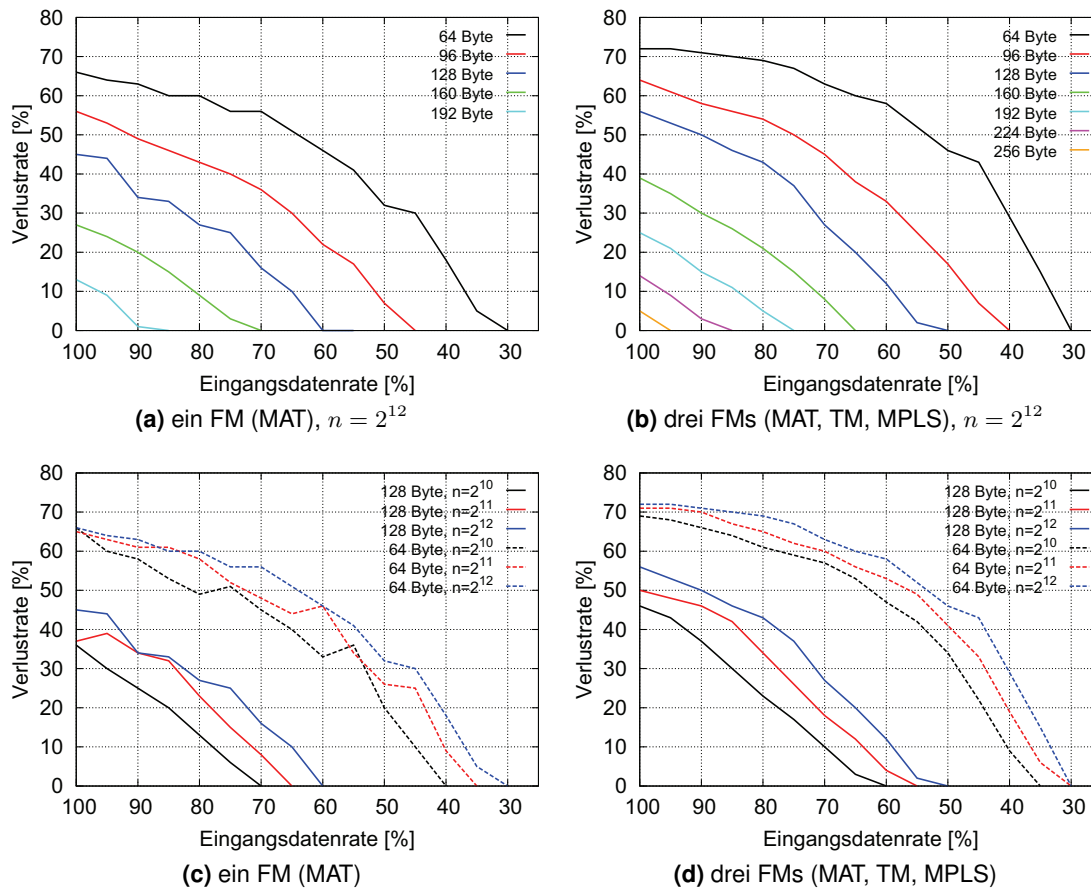 80
70
60
50
40
30
20
10
0
Verlustrate [%]
64 Byte
96 Byte
128 Byte
160 Byte
192 Byte
100 90 80 70 60 50 40 30
Eingangsdatenrate [%]
(a) ein FM (MAT), n = 2^12
80
70
60
50
40
30
20
10
0
Verlustrate [%]
64 Byte
96 Byte
128 Byte
160 Byte
192 Byte
224 Byte
256 Byte
100 90 80 70 60 50 40 30
Eingangsdatenrate [%]
(b) drei FMs (MAT, TM, MPLS), n = 2^12
80
70
60
50
40
30
20
10
0
Verlustrate [%]
128 Byte, n=2^10
128 Byte, n=2^11
128 Byte, n=2^12
64 Byte, n=2^10
64 Byte, n=2^11
64 Byte, n=2^12
100 90 80 70 60 50 40 30
Eingangsdatenrate [%]
(c) ein FM (MAT)
80
70
60
50
40
30
20
10
0
Verlustrate [%]
128 Byte, n=2^10
128 Byte, n=2^11
128 Byte, n=2^12
64 Byte, n=2^10
64 Byte, n=2^11
64 Byte, n=2^12
100 90 80 70 60 50 40 30
Eingangsdatenrate [%]
(d) drei FMs (MAT, TM, MPLS)